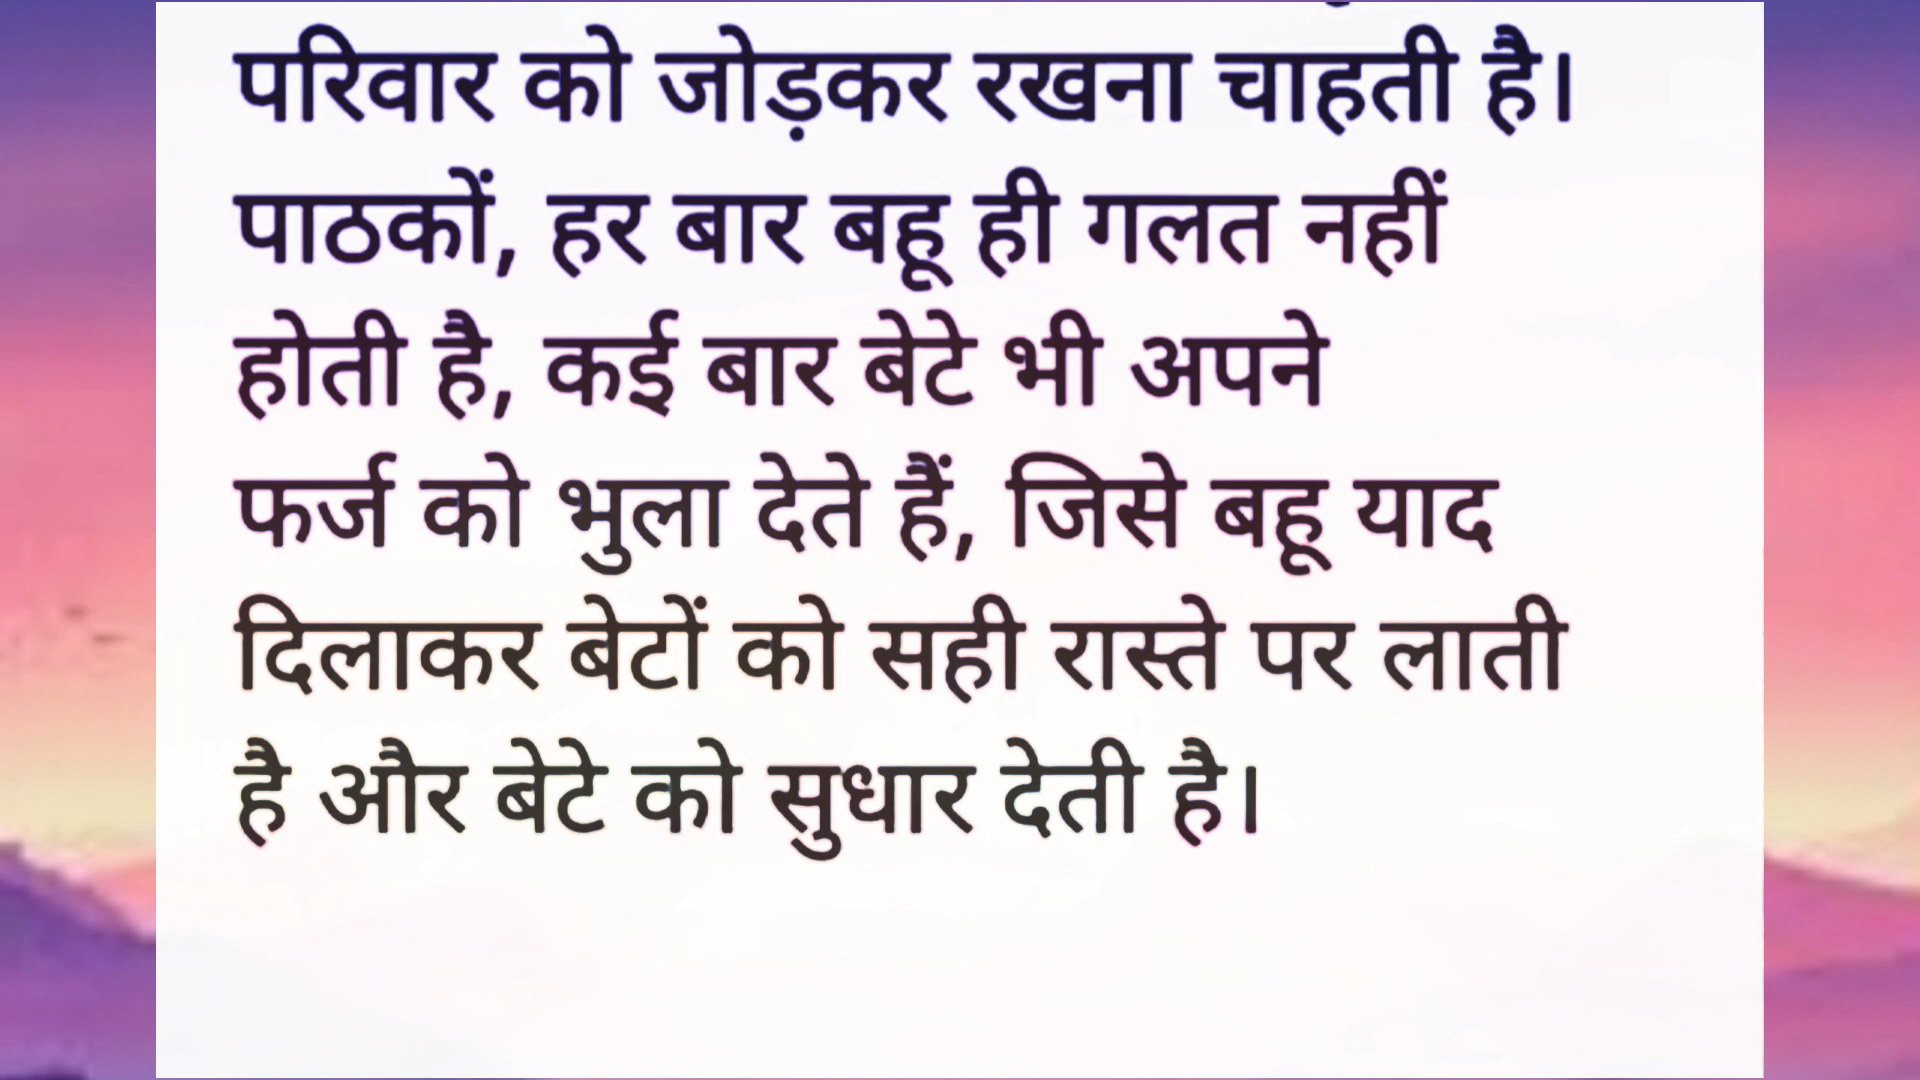 परिवार को जोड़कर रखना चाहती है।
पाठकों, हर बार बहू ही गलत नहीं
होती है, कई बार बेटे भी अपने
फर्ज को भुला देते हैं, जिसे बहू याद
दिलाकर बेटों को सही रास्ते पर लाती
है और बेटे को सुधार देती है।